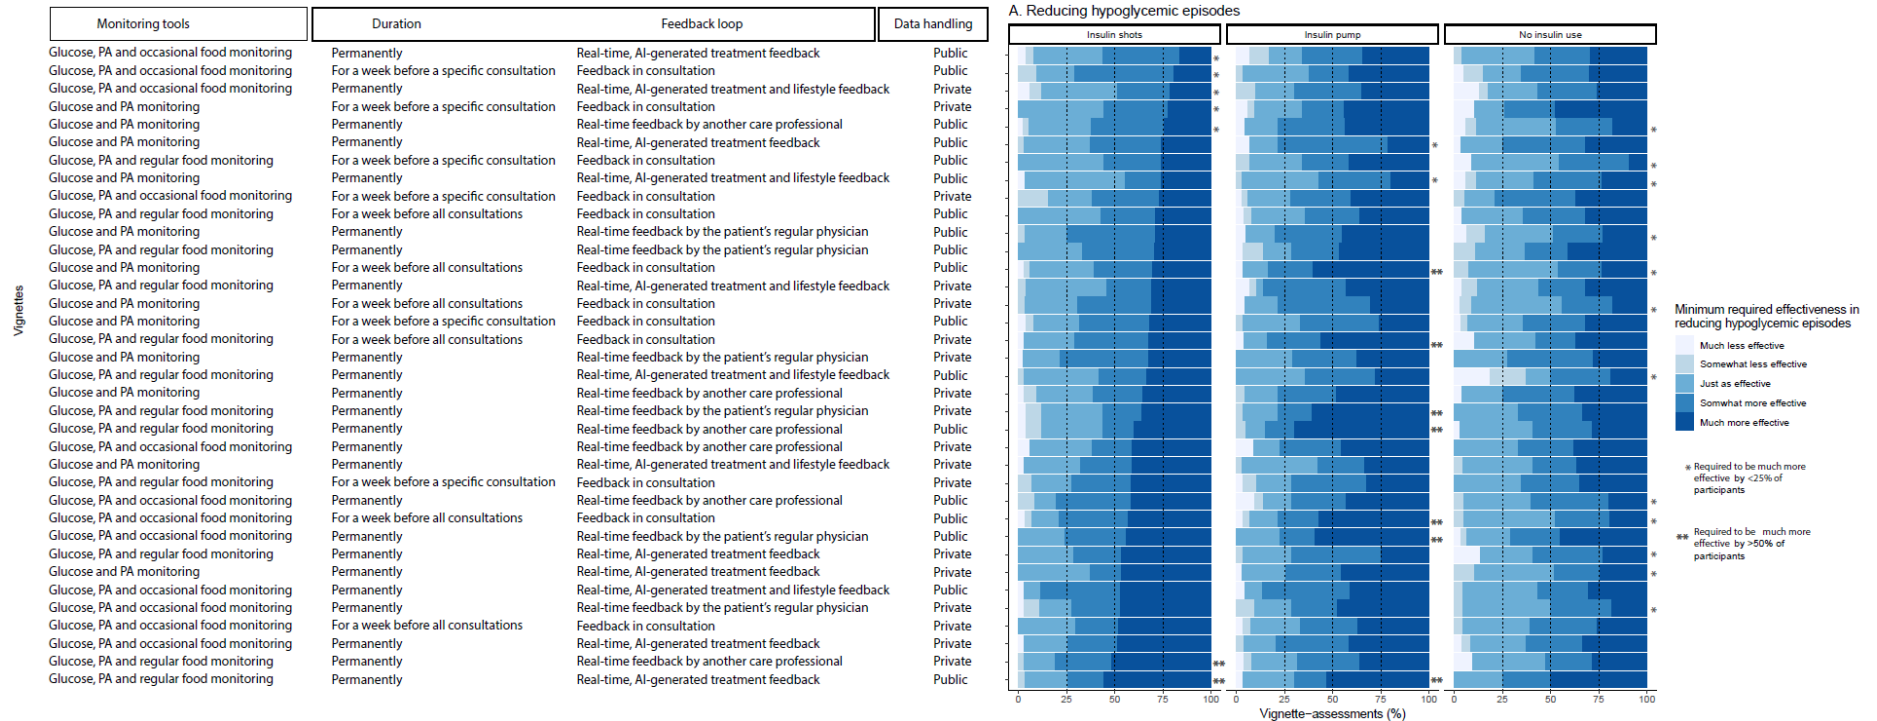 A. Reducing hypoglycemic episodes
Monitoring tools Duration Feedback loop Data handling
Insulin shots Insulin pump No insulin use
Glucose, PA and occasional food monitoring Permanently Real-time, AI-generated treatment feedback Public *
Glucose, PA and occasional food monitoring For a week before a specific consultation Feedback in consultation Public *
Glucose, PA and occasional food monitoring Permanently Real-time, AI-generated treatment and lifestyle feedback Private *
Glucose and PA monitoring For a week before a specific consultation Feedback in consultation Private *
Glucose and PA monitoring Permanently Real-time feedback by another care professional Public * *
Glucose and PA monitoring Permanently Real-time, AI-generated treatment feedback Public *
Glucose, PA and regular food monitoring For a week before a specific consultation Feedback in consultation Public *
Glucose and PA monitoring Permanently Real-time, AI-generated treatment and lifestyle feedback Public * *
Glucose, PA and occasional food monitoring For a week before a specific consultation Feedback in consultation Private
Glucose, PA and regular food monitoring For a week before all consultations Feedback in consultation Public
Glucose and PA monitoring Permanently Real-time feedback by the patient's regular physician Public *
Glucose, PA and regular food monitoring Permanently Real-time feedback by the patient's regular physician Public
Glucose and PA monitoring For a week before all consultations Feedback in consultation Public ** *
Glucose, PA and regular food monitoring Permanently Real-time, AI-generated treatment and lifestyle feedback Private
Glucose and PA monitoring For a week before all consultations Feedback in consultation Private *
Glucose and PA monitoring For a week before a specific consultation Feedback in consultation Public
Glucose, PA and regular food monitoring For a week before all consultations Feedback in consultation Private **
Glucose and PA monitoring Permanently Real-time feedback by the patient's regular physician Private
Glucose, PA and regular food monitoring Permanently Real-time, AI-generated treatment and lifestyle feedback Public *
Glucose and PA monitoring Permanently Real-time feedback by another care professional Private
Glucose, PA and regular food monitoring Permanently Real-time feedback by the patient's regular physician Private **
Glucose, PA and regular food monitoring Permanently Real-time feedback by another care professional Public **
Glucose, PA and occasional food monitoring Permanently Real-time feedback by another care professional Private
Glucose and PA monitoring Permanently Real-time, AI-generated treatment and lifestyle feedback Private
Glucose, PA and regular food monitoring For a week before a specific consultation Feedback in consultation Private
Glucose, PA and occasional food monitoring Permanently Real-time feedback by another care professional Public *
Glucose, PA and occasional food monitoring For a week before all consultations Feedback in consultation Public ** *
Glucose, PA and occasional food monitoring Permanently Real-time feedback by the patient's regular physician Public **
Glucose, PA and regular food monitoring Permanently Real-time, AI-generated treatment feedback Private *
Glucose and PA monitoring Permanently Real-time, AI-generated treatment feedback Private *
Glucose, PA and occasional food monitoring Permanently Real-time, AI-generated treatment and lifestyle feedback Public
Glucose, PA and occasional food monitoring Permanently Real-time feedback by the patient's regular physician Private *
Glucose, PA and occasional food monitoring For a week before all consultations Feedback in consultation Private
Glucose, PA and occasional food monitoring Permanently Real-time, AI-generated treatment feedback Private
Glucose, PA and regular food monitoring Permanently Real-time feedback by another care professional Private **
Glucose, PA and regular food monitoring Permanently Real-time, AI-generated treatment feedback Public ** **
Vignettes
0 25 50 75 100 0 25 50 75 100 0 25 50 75 100
Vignette-assessments (%)
Minimum required effectiveness in
reducing hypoglycemic episodes
Much less effective
Somewhat less effective
Just as effective
Somwhat more effective
Much more effective
* Required to be much more
effective by <25% of
participants
** Required to be much more
effective by >50% of
participants